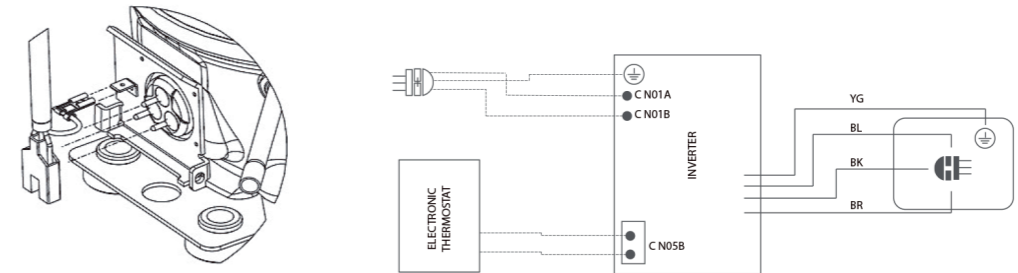 C N01A
C N01B
INVERTER
ELECTRONIC
THERMOSTAT
C N05B
YG
BL
BK
BR